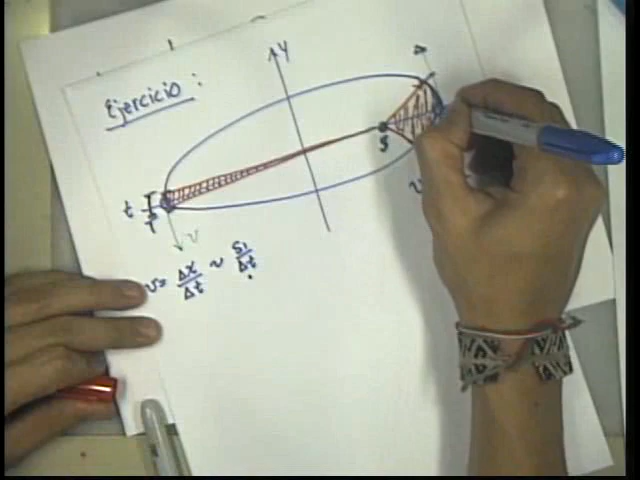 Ejercicio:
Y
S
t
v
v = Δx/Δt ~ S1/Δt